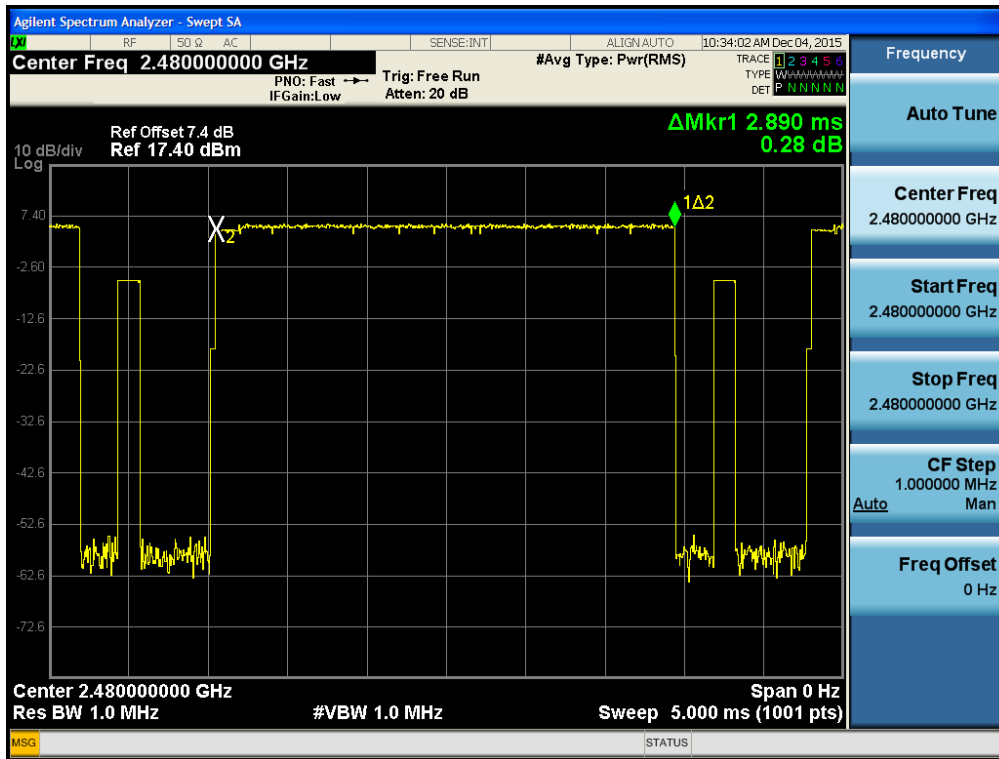 Agilent Spectrum Analyzer - Swept SA
LXI RF 50 Ω AC SENSE:INT ALIGN AUTO 10:34:02 AM Dec 04, 2015
Center Freq 2.480000000 GHz
PNO: Fast
IFGain:Low
Trig: Free Run
Atten: 20 dB
#Avg Type: Pwr(RMS)
TRACE 1 2 3 4 5 6
TYPE WWWWWW
DET P N N N N N
Ref Offset 7.4 dB
Ref 17.40 dBm
10 dB/div
Log
ΔMkr1 2.890 ms
0.28 dB
7.40
-2.60
-12.6
-22.6
-32.6
-42.6
-52.6
-62.6
-72.6
X2
1Δ2
Center 2.480000000 GHz
Span 0 Hz
Res BW 1.0 MHz
#VBW 1.0 MHz
Sweep 5.000 ms (1001 pts)
MSG
STATUS
Frequency
Auto Tune
Center Freq
2.480000000 GHz
Start Freq
2.480000000 GHz
Stop Freq
2.480000000 GHz
CF Step
1.000000 MHz
Auto Man
Freq Offset
0 Hz